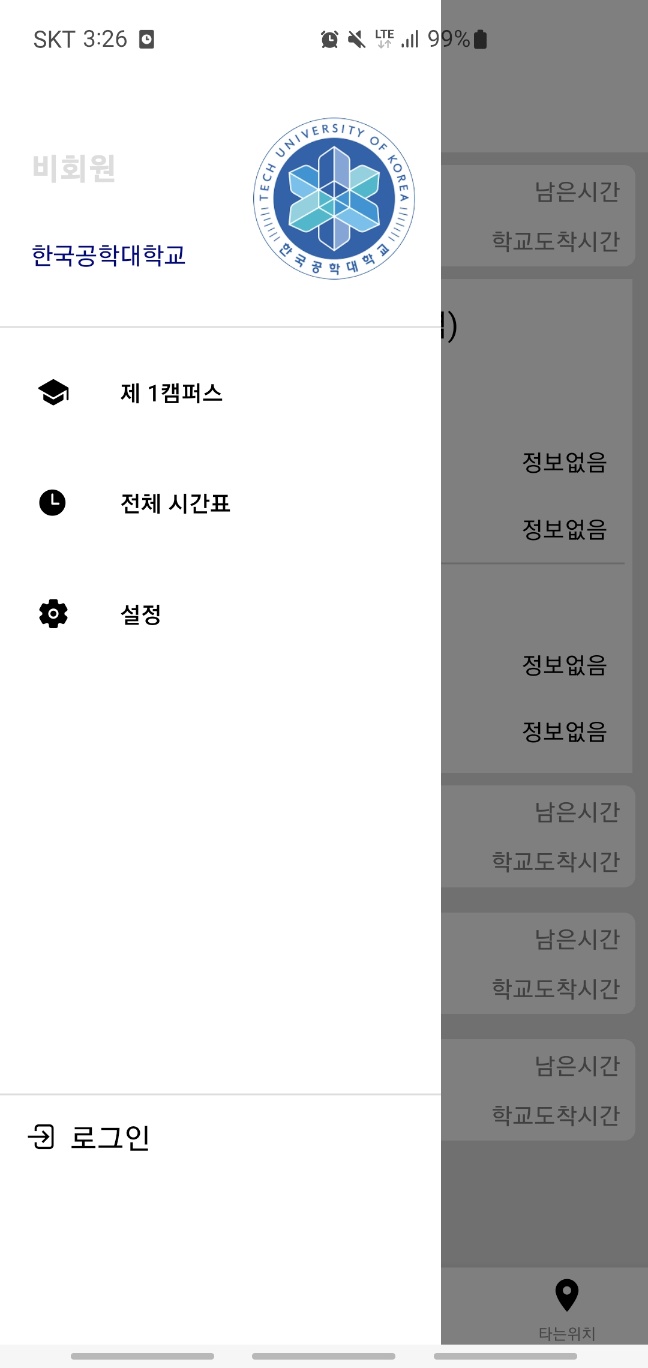 SKT 3:26
LTE
99%
비회원
TECH UNIVERSITY OF KOREA
한국공학대학교
한국공학대학교
남은시간
학교도착시간
)
제 1캠퍼스
정보없음
전체 시간표
정보없음
설정
정보없음
정보없음
남은시간
학교도착시간
남은시간
학교도착시간
남은시간
학교도착시간
로그인
타는위치